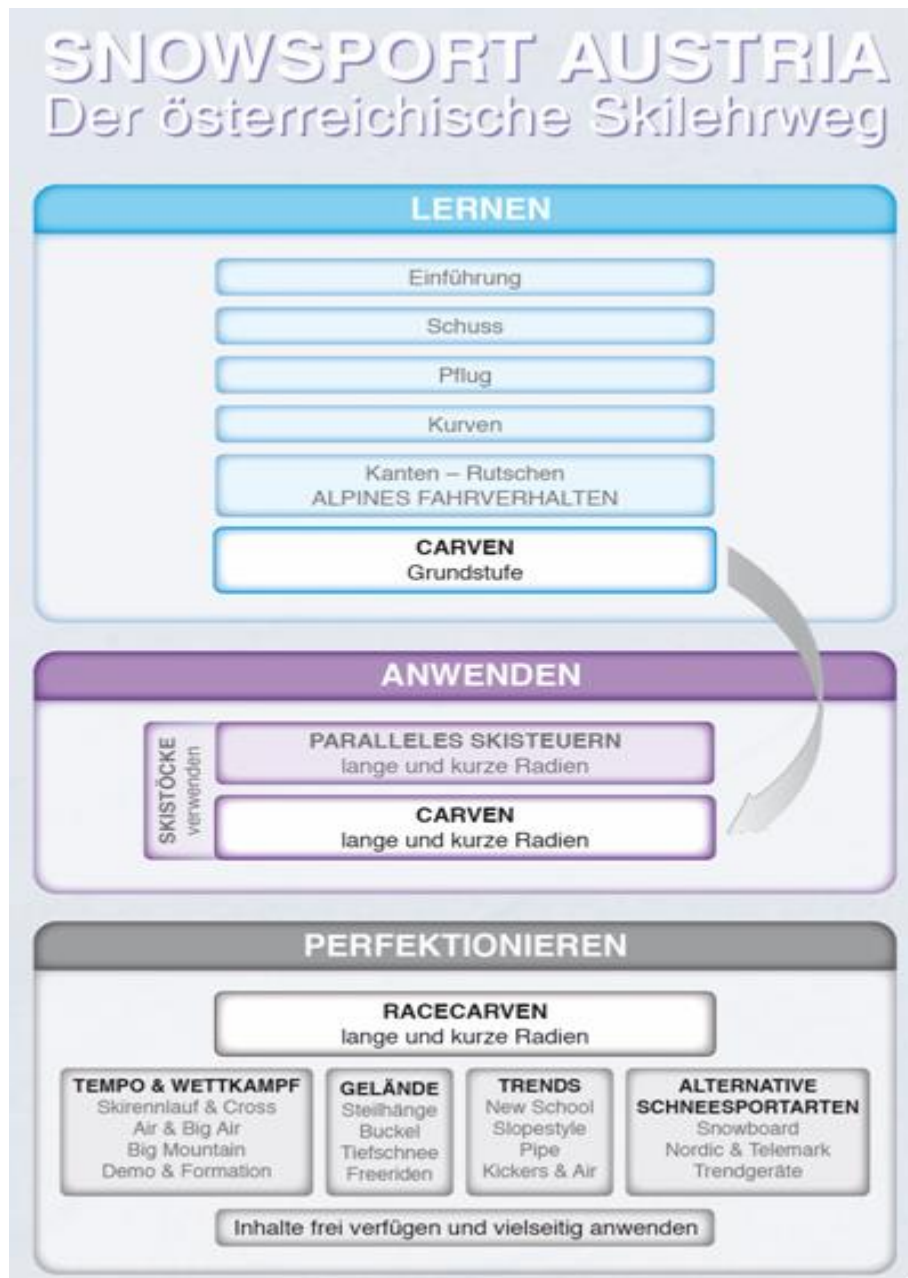 SNOWSPORT AUSTRIA
Der österreichische Skilehrweg
LERNEN
Einführung
Schuss
Pflug
Kurven
Kanten – Rutschen
ALPINES FAHRVERHALTEN
CARVEN
Grundstufe
ANWENDEN
SKISTÖCKE
verwenden
PARALLELES SKISTEUERN
lange und kurze Radien
CARVEN
lange und kurze Radien
PERFEKTIONIEREN
RACECARVEN
lange und kurze Radien
TEMPO & WETTKAMPF
Skirennlauf & Cross
Air & Big Air
Big Mountain
Demo & Formation
GELÄNDE
Steilhänge
Buckel
Tiefschnee
Freeriden
TRENDS
New School
Slopestyle
Pipe
Kickers & Air
ALTERNATIVE
SCHNEESPORTARTEN
Snowboard
Nordic & Telemark
Trendgeräte
Inhalte frei verfügen und vielseitig anwenden